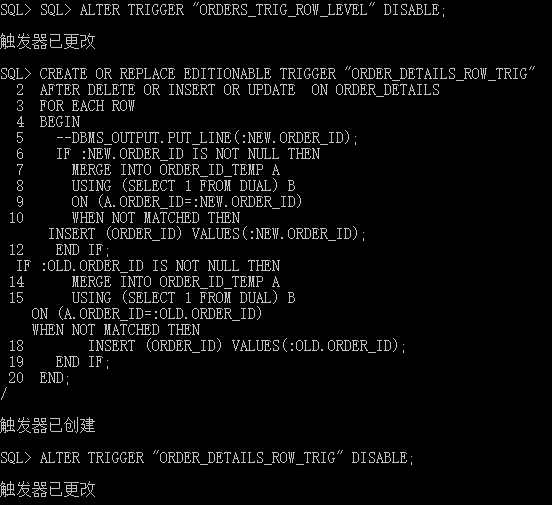 SQL> SQL> ALTER TRIGGER "ORDERS_TRIG_ROW_LEVEL" DISABLE;
触发器已更改
SQL> CREATE OR REPLACE EDITIONABLE TRIGGER "ORDER_DETAILS_ROW_TRIG"
2 AFTER DELETE OR INSERT OR UPDATE  ON ORDER_DETAILS
3 FOR EACH ROW
4 BEGIN
5   --DBMS_OUTPUT.PUT_LINE(:NEW.ORDER_ID);
6   IF :NEW.ORDER_ID IS NOT NULL THEN
7     MERGE INTO ORDER_ID_TEMP A
8     USING (SELECT 1 FROM DUAL) B
9     ON (A.ORDER_ID=:NEW.ORDER_ID)
10     WHEN NOT MATCHED THEN
INSERT (ORDER_ID) VALUES(:NEW.ORDER_ID);
12   END IF;
IF :OLD.ORDER_ID IS NOT NULL THEN
14     MERGE INTO ORDER_ID_TEMP A
15     USING (SELECT 1 FROM DUAL) B
ON (A.ORDER_ID=:OLD.ORDER_ID)
WHEN NOT MATCHED THEN
18       INSERT (ORDER_ID) VALUES(:OLD.ORDER_ID);
19   END IF;
20 END;
/
触发器已创建
SQL> ALTER TRIGGER "ORDER_DETAILS_ROW_TRIG" DISABLE;
触发器已更改